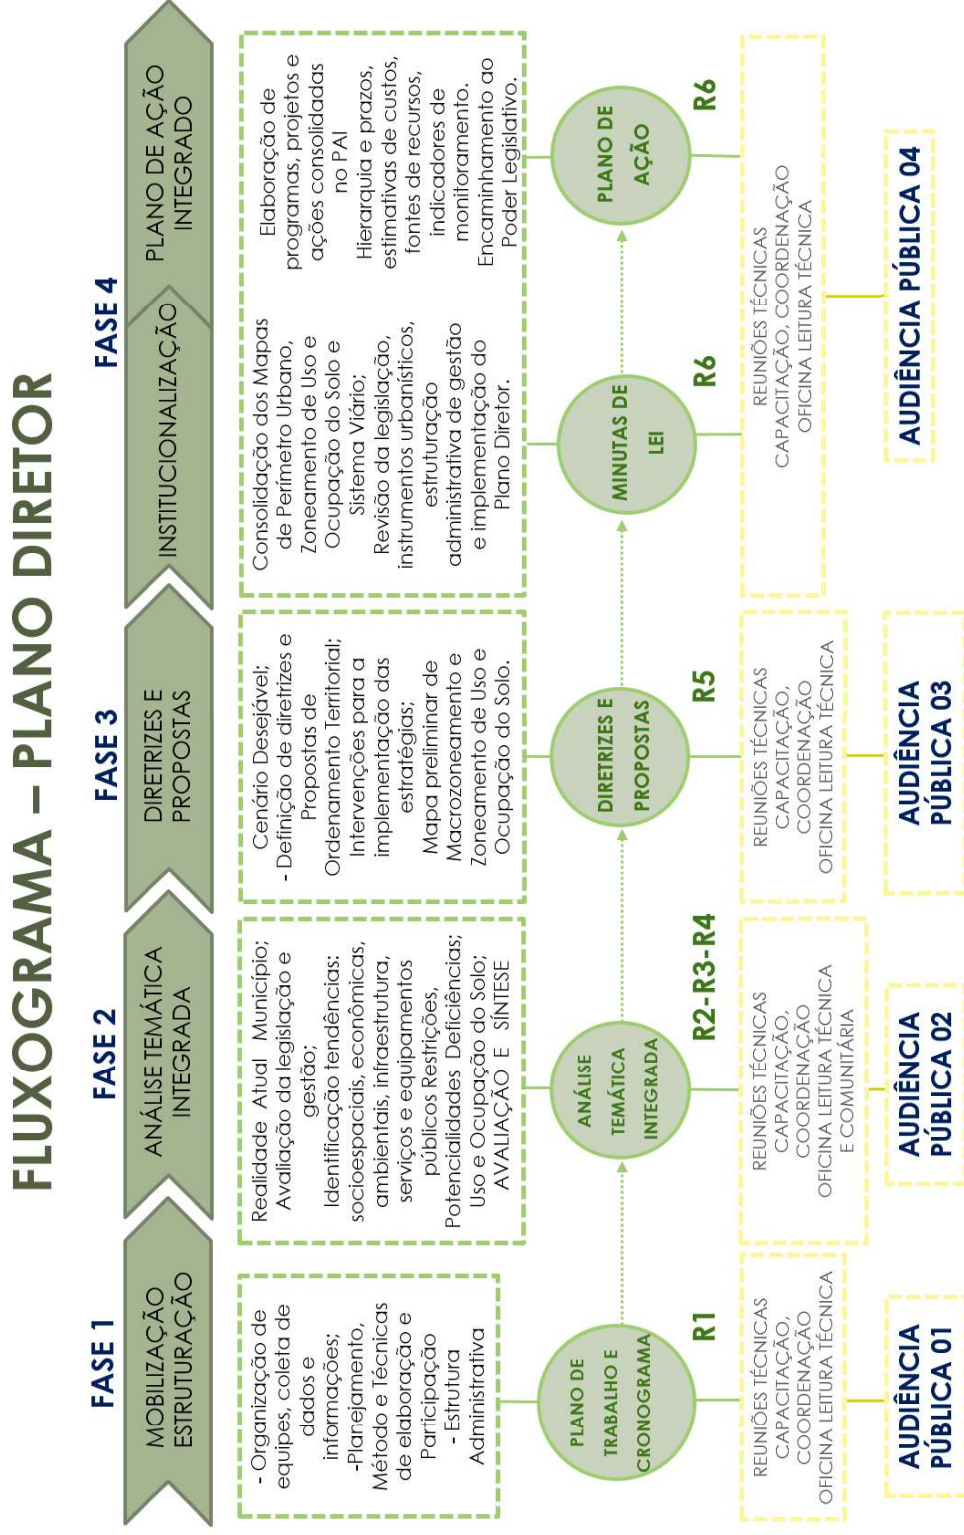 FLUXOGRAMA – PLANO DIRETOR
FASE 1
MOBILIZAÇÃO
ESTRUTURAÇÃO
- Organização de
equipes, coleta de
dados e
informações;
-Planejamento,
Método e Técnicas
de elaboração e
Participação
- Estrutura
Administrativa
PLANO DE
TRABALHO E
CRONOGRAMA
R1
REUNIÕES TÉCNICAS
CAPACITAÇÃO,
COORDENAÇÃO
OFICINA LEITURA TÉCNICA
AUDIÊNCIA
PÚBLICA 01
FASE 2
ANÁLISE TEMÁTICA
INTEGRADA
Realidade Atual Município;
Avaliação da legislação e
gestão;
Identificação tendências:
socioespaciais, econômicas,
ambientais, infraestrutura,
serviços e equipamentos
públicos Restrições,
Potencialidades Deficiências;
Uso e Ocupação do Solo;
AVALIAÇÃO E SÍNTESE
ANÁLISE
TEMÁTICA
INTEGRADA
R2-R3-R4
REUNIÕES TÉCNICAS
CAPACITAÇÃO,
COORDENAÇÃO
OFICINA LEITURA TÉCNICA
E COMUNITÁRIA
AUDIÊNCIA
PÚBLICA 02
FASE 3
DIRETRIZES E
PROPOSTAS
Cenário Desejável;
- Definição de diretrizes e
Propostas de
Ordenamento Territorial;
Intervenções para a
implementação das
estratégias;
Mapa preliminar de
Macrozoneamento e
Zoneamento de Uso e
Ocupação do Solo.
DIRETRIZES E
PROPOSTAS
R5
REUNIÕES TÉCNICAS
CAPACITAÇÃO,
COORDENAÇÃO
OFICINA LEITURA TÉCNICA
AUDIÊNCIA
PÚBLICA 03
FASE 4
INSTITUCIONALIZAÇÃO
PLANO DE AÇÃO
INTEGRADO
Consolidação dos Mapas
de Perímetro Urbano,
Zoneamento de Uso e
Ocupação do Solo e
Sistema Viário;
Revisão da legislação,
instrumentos urbanísticos,
estruturação
administrativa de gestão
e implementação do
Plano Diretor.
Elaboração de
programas, projetos e
ações consolidadas
no PAI
Hierarquia e prazos,
estimativas de custos,
fontes de recursos,
indicadores de
monitoramento.
Encaminhamento ao
Poder Legislativo.
MINUTAS DE
LEI
R6
PLANO DE
AÇÃO
R6
REUNIÕES TÉCNICAS
CAPACITAÇÃO, COORDENAÇÃO
OFICINA LEITURA TÉCNICA
AUDIÊNCIA PÚBLICA 04